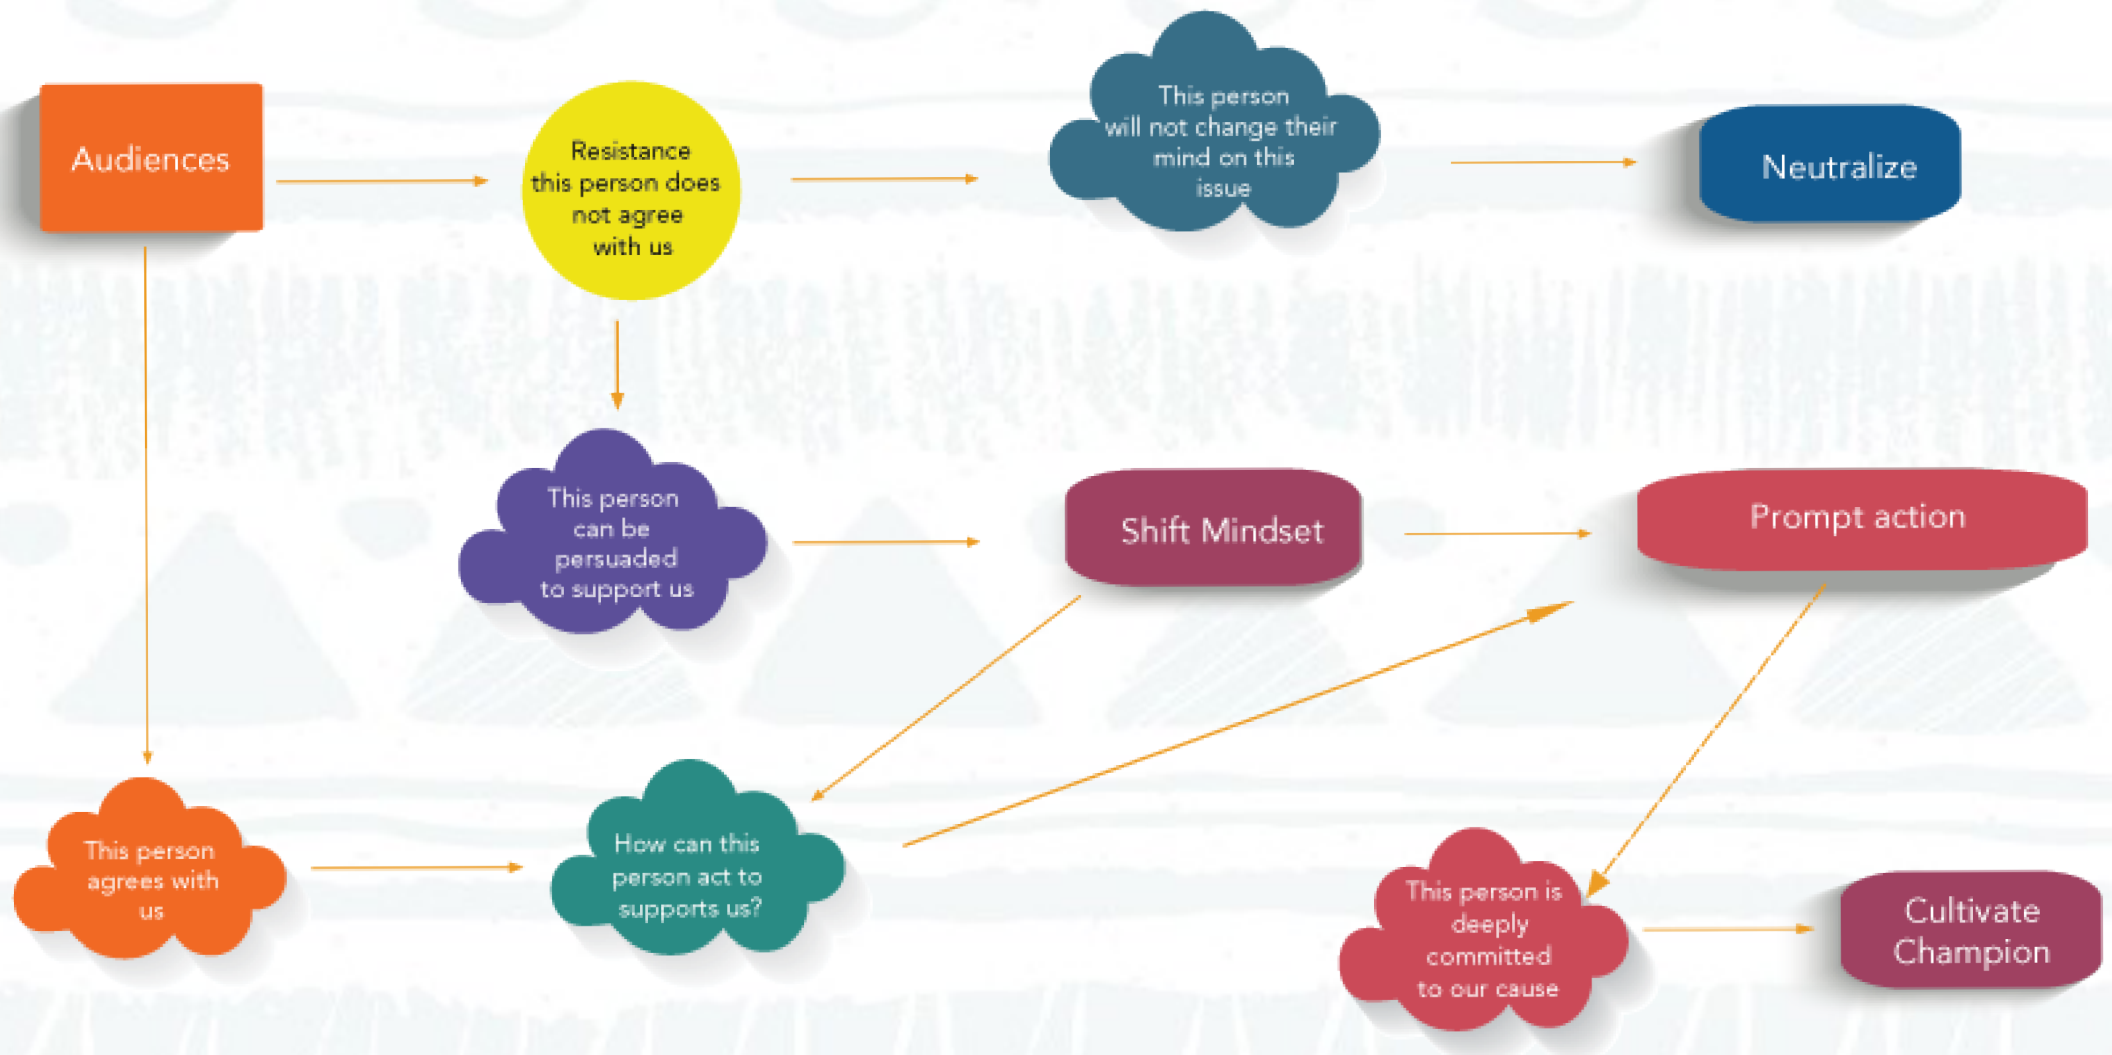 Audiences
Resistance
this person does
not agree
with us
This person
will not change their
mind on this
issue
Neutralize
This person
can be
persuaded
to support us
Shift Mindset
Prompt action
This person
agrees with
us
How can this
person act to
supports us?
This person is
deeply
committed
to our cause
Cultivate
Champion